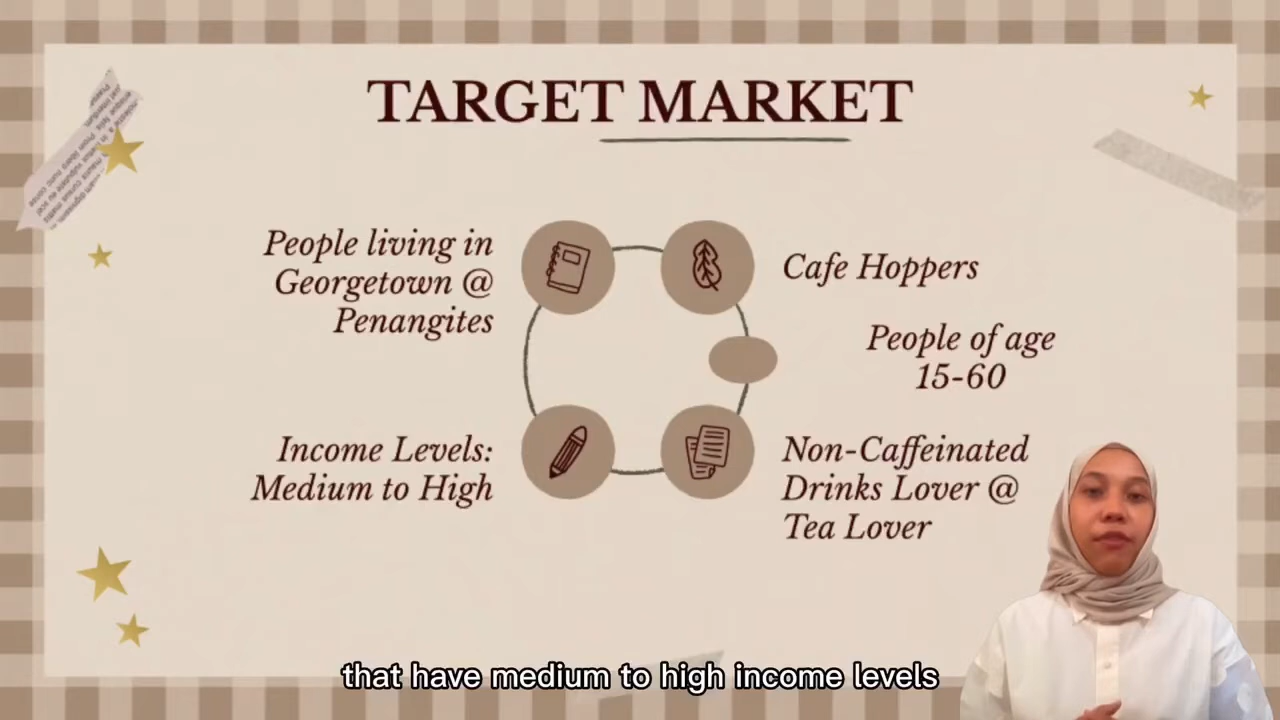 TARGET MARKET
People living in
Georgetown @
Penangites
Cafe Hoppers
People of age
15-60
Income Levels:
Medium to High
Non-Caffeinated
Drinks Lover @
Tea Lover
that have medium to high income levels